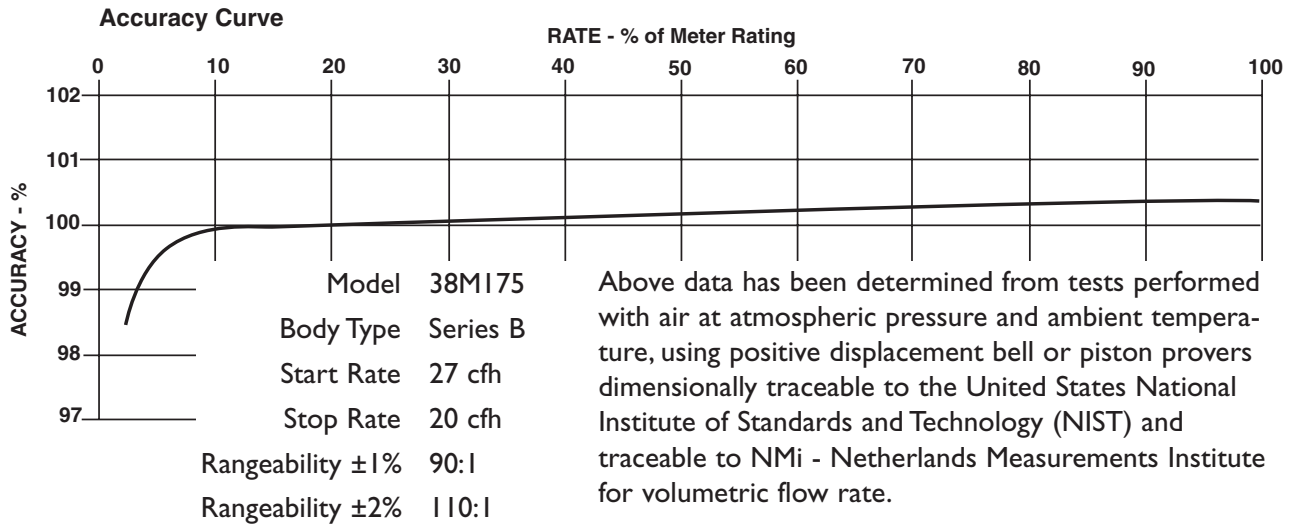 Accuracy Curve
RATE - % of Meter Rating
0 10 20 30 40 50 60 70 80 90 100
102
101
100
99
98
97
ACCURACY - %
Model 38M175
Body Type Series B
Start Rate 27 cfh
Stop Rate 20 cfh
Rangeability ±1% 90:1
Rangeability ±2% 110:1
Above data has been determined from tests performed
with air at atmospheric pressure and ambient tempera-
ture, using positive displacement bell or piston provers
dimensionally traceable to the United States National
Institute of Standards and Technology (NIST) and
traceable to NMi - Netherlands Measurements Institute
for volumetric flow rate.